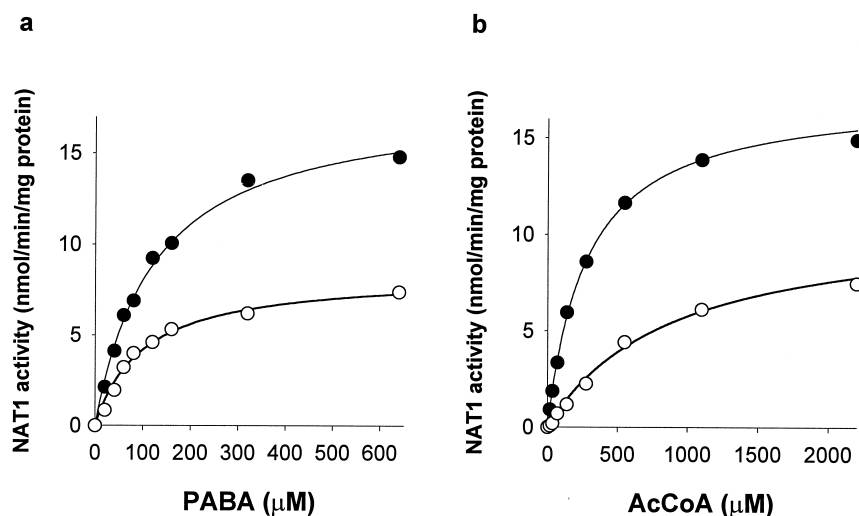 a
b
NAT1 activity (nmol/min/mg protein)
15
10
5
0
0 100 200 300 400 500 600
PABA (µM)
NAT1 activity (nmol/min/mg protein)
15
10
5
0
0 500 1000 1500 2000
AcCoA (µM)